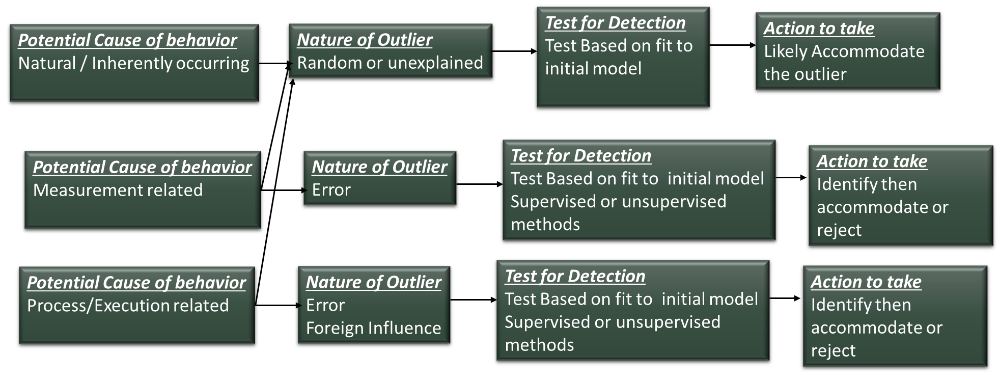 Potential Cause of behavior
Natural / Inherently occurring
Nature of Outlier
Random or unexplained
Test for Detection
Test Based on fit to
initial model
Action to take
Likely Accommodate
the outlier
Potential Cause of behavior
Measurement related
Nature of Outlier
Error
Test for Detection
Test Based on fit to  initial model
Supervised or unsupervised
methods
Action to take
Identify then
accommodate or
reject
Potential Cause of behavior
Process/Execution related
Nature of Outlier
Error
Foreign Influence
Test for Detection
Test Based on fit to  initial model
Supervised or unsupervised
methods
Action to take
Identify then
accommodate or
reject